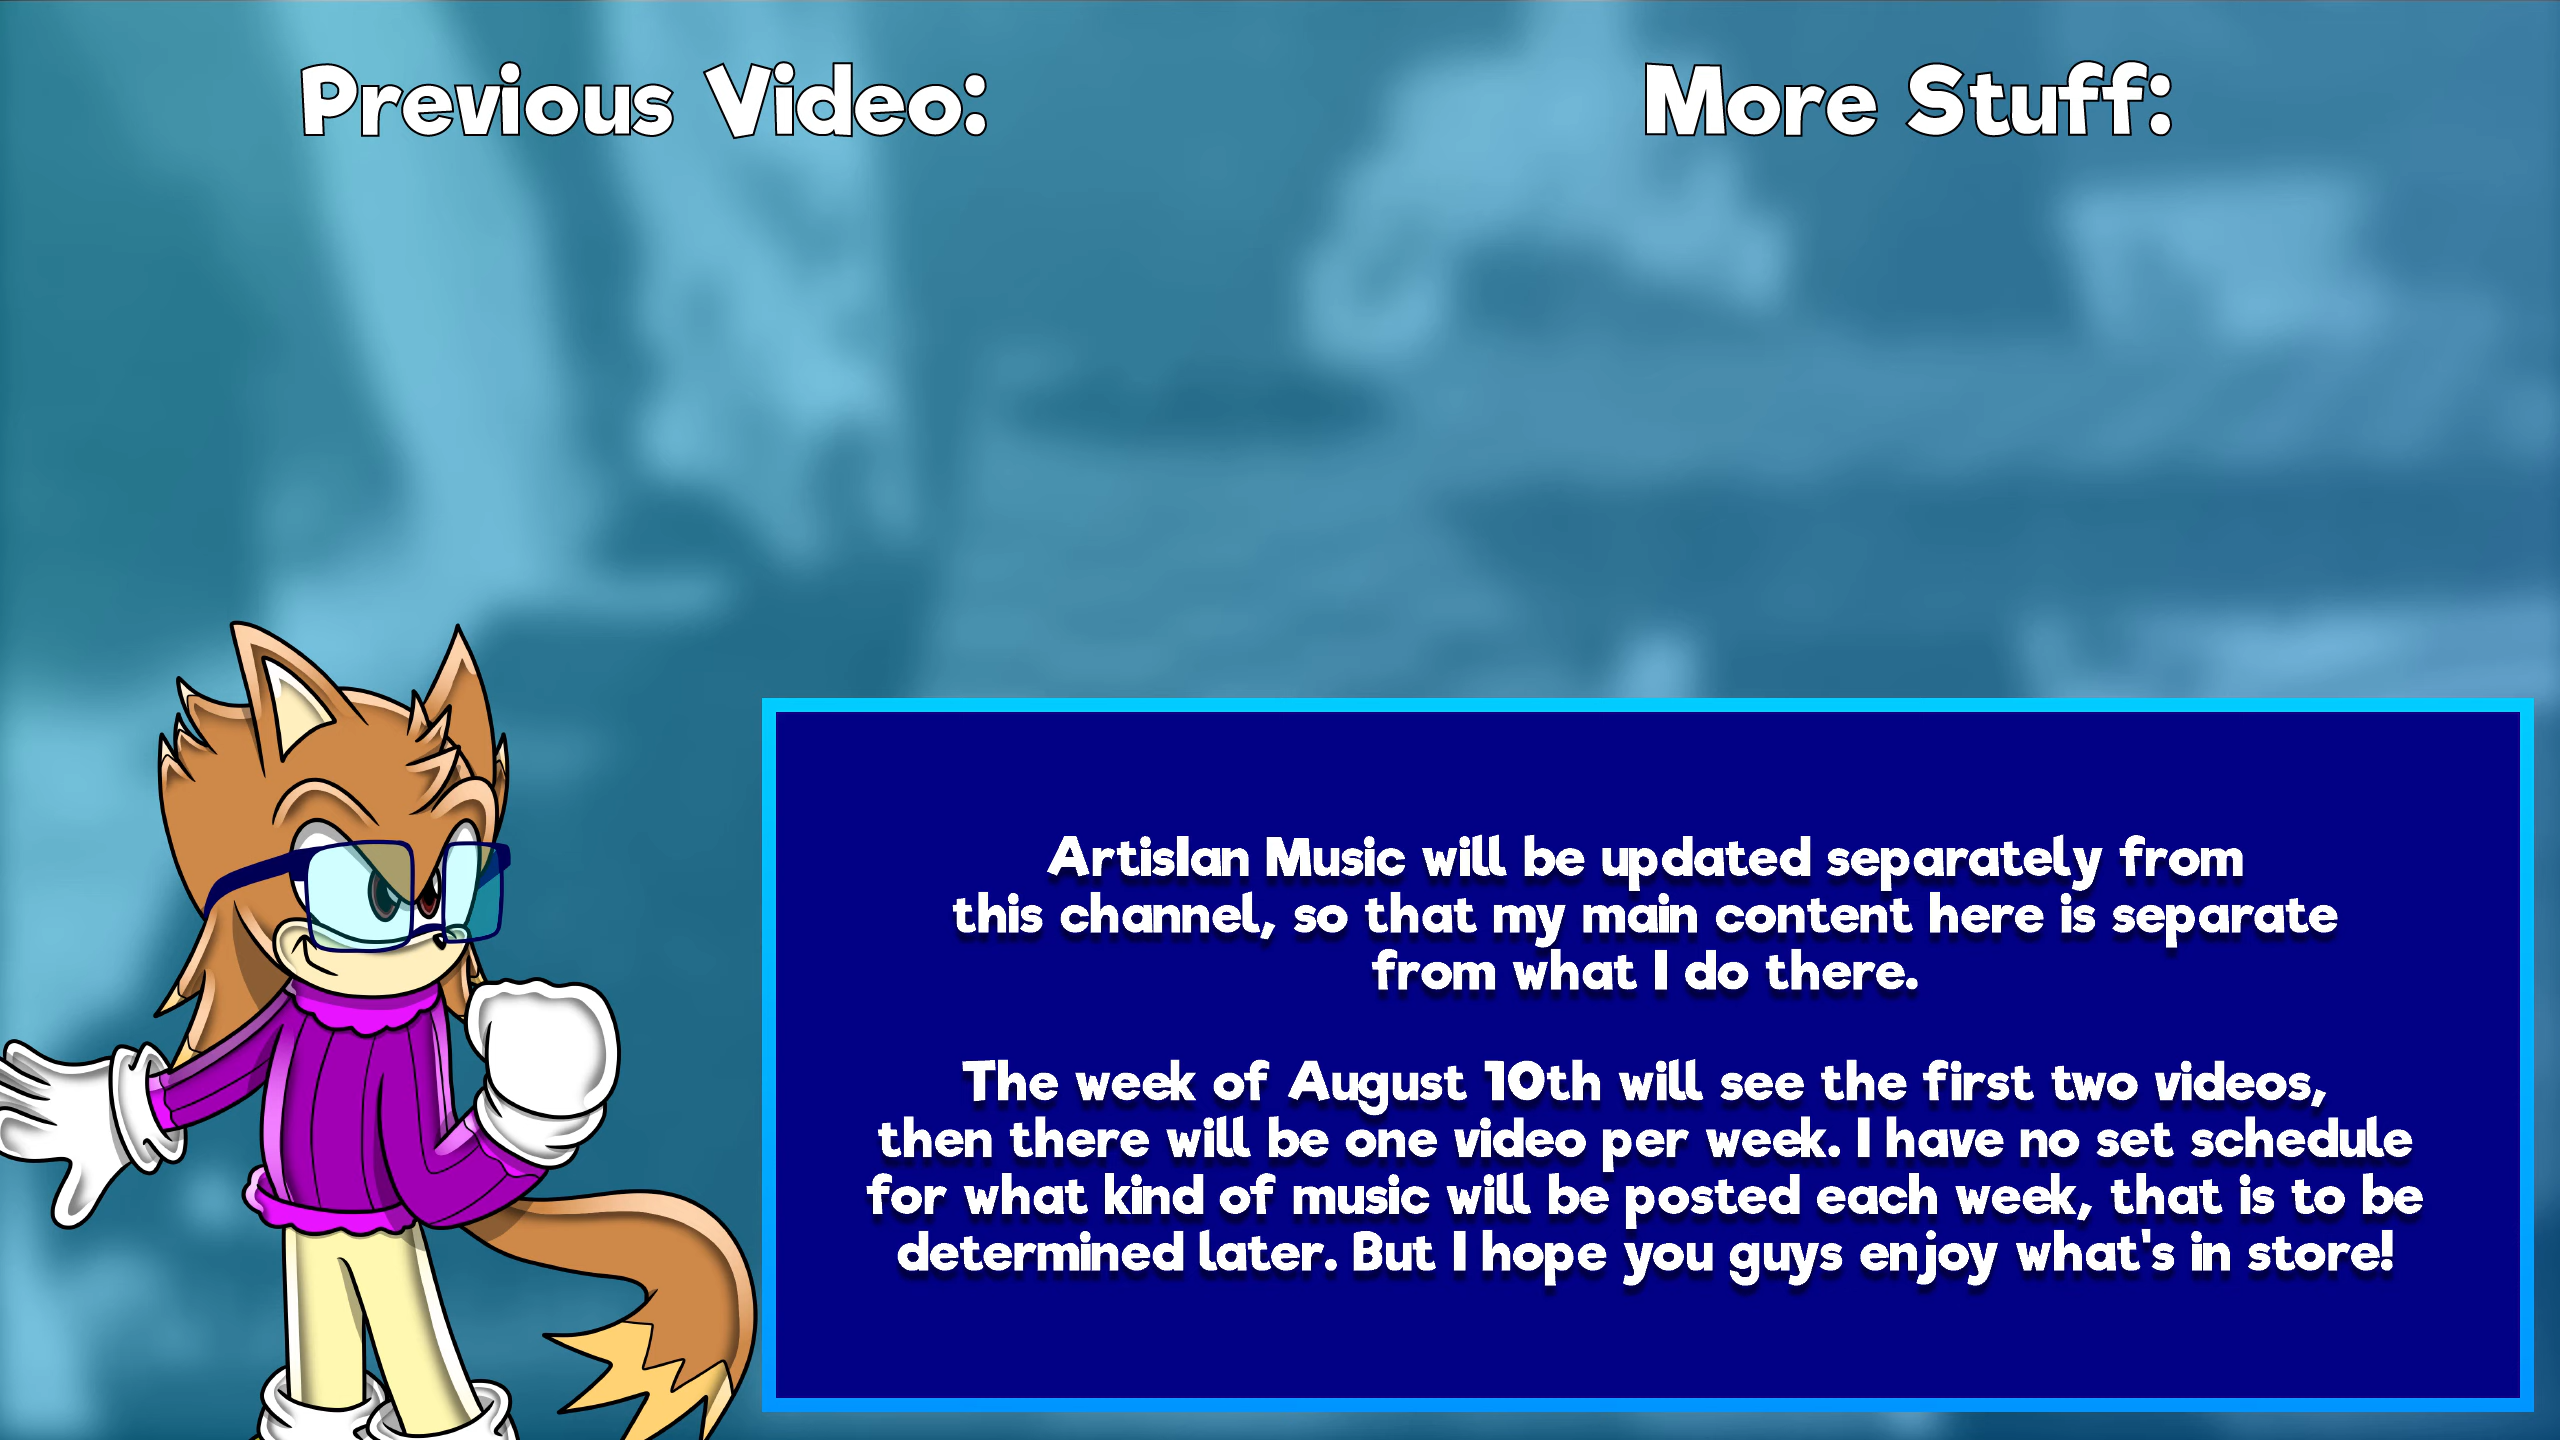 Previous Video:
More Stuff:
ArtisIan Music will be updated separately from
this channel, so that my main content here is separate
from what I do there.
The week of August 10th will see the first two videos,
then there will be one video per week. I have no set schedule
for what kind of music will be posted each week, that is to be
determined later. But I hope you guys enjoy what's in store!